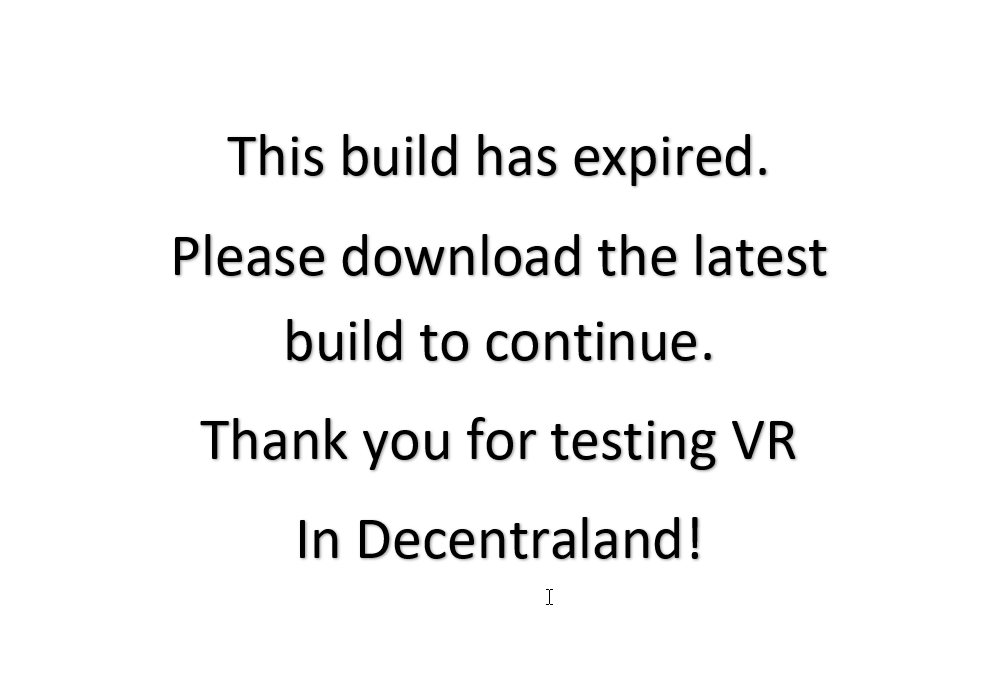 This build has expired.
Please download the latest
build to continue.
Thank you for testing VR
In Decentraland!